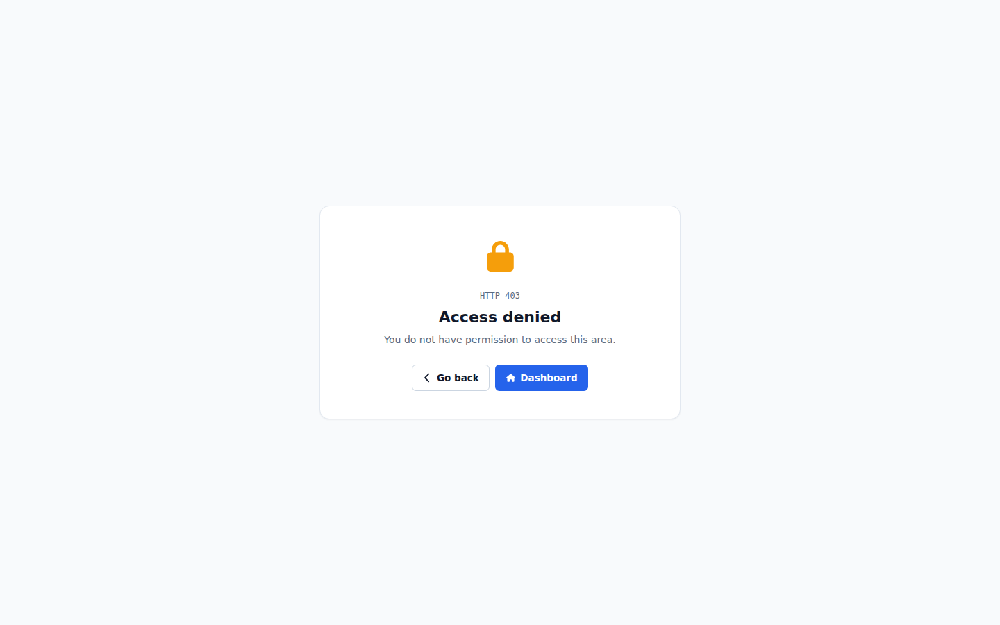 HTTP 403
Access denied
You do not have permission to access this area.
Go back
Dashboard